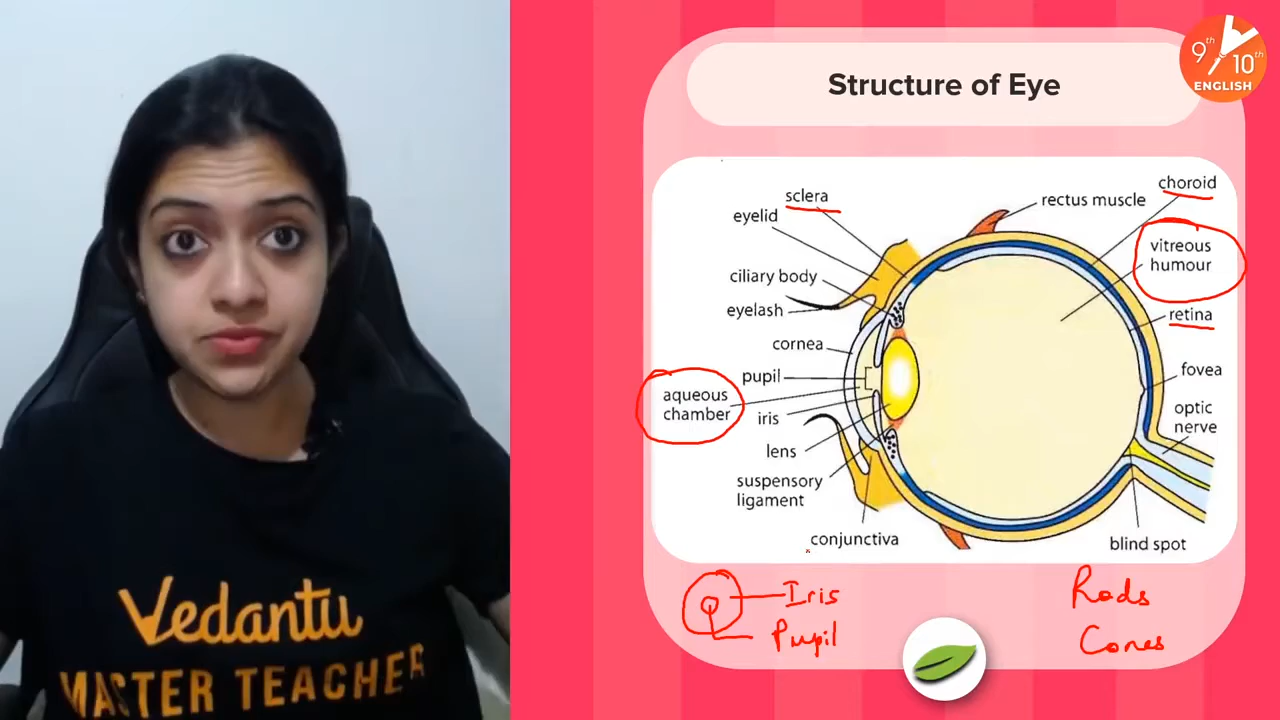 Vedantu
MASTER TEACHER
Structure of Eye
9th
10th
ENGLISH
sclera
eyelid
ciliary body
eyelash
cornea
pupil
aqueous
chamber
iris
lens
suspensory
ligament
conjunctiva
rectus muscle
choroid
vitreous
humour
retina
fovea
optic
nerve
blind spot
Iris
Pupil
Rods
Cones